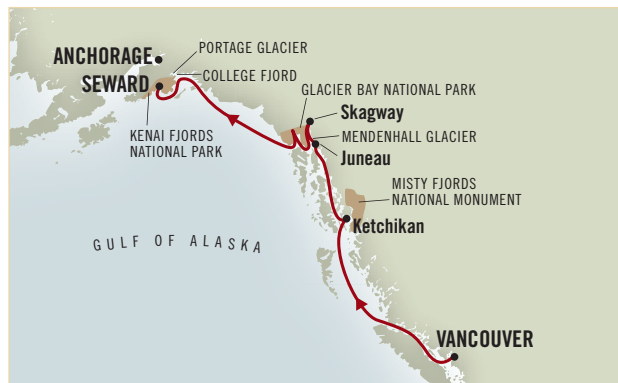 PORTAGE GLACIER
ANCHORAGE
COLLEGE FJORD
SEWARD
GLACIER BAY NATIONAL PARK
Skagway
KENAI FJORDS
NATIONAL PARK
MENDENHALL GLACIER
Juneau
MISTY FJORDS
NATIONAL MONUMENT
Ketchikan
GULF OF ALASKA
VANCOUVER